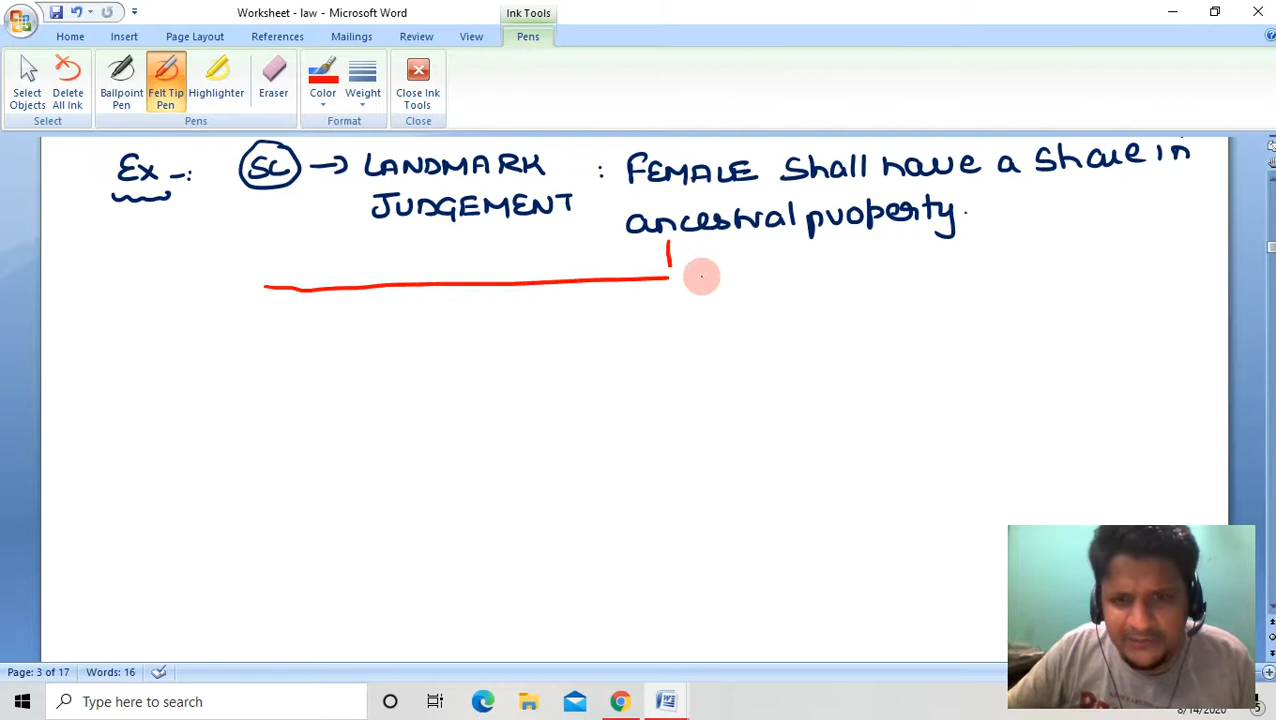 Worksheet - law - Microsoft Word
Ink Tools
Home Insert Page Layout References Mailings Review View Pens
Select Objects
Delete All Ink
Ballpoint Pen
Felt Tip Pen
Highlighter
Eraser
Color
Weight
Close Ink Tools
Select Pens Format Close
Ex -: SC → LANDMARK : FEMALE Shall have a Share in
JUDGEMENT ancestral property.
Page: 3 of 17 Words: 16
Type here to search
8/14/2020